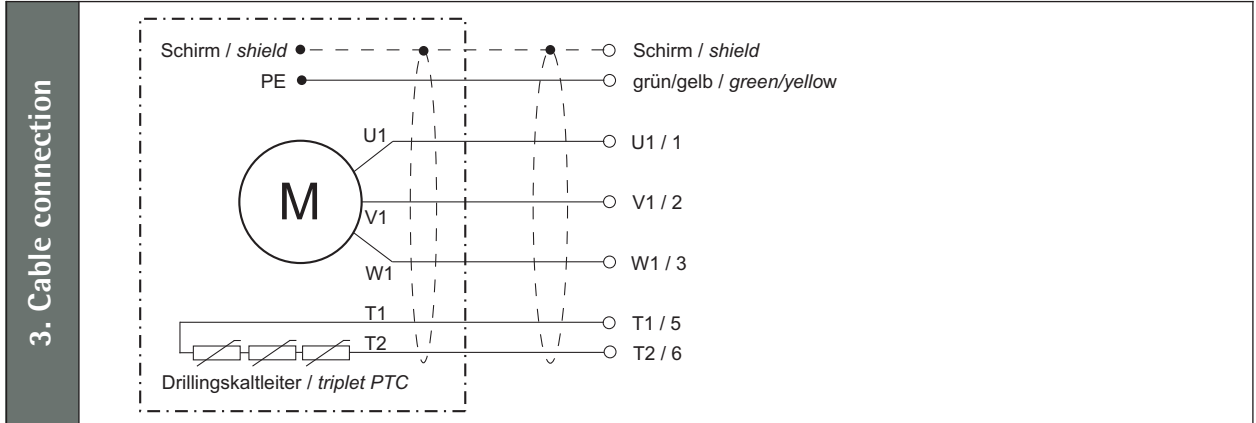 3. Cable connection
Schirm / shield
Schirm / shield
PE
grün/gelb / green/yellow
U1
U1 / 1
M
V1
V1 / 2
W1
W1 / 3
T1
T1 / 5
T2
T2 / 6
Drillingskaltleiter / triplet PTC